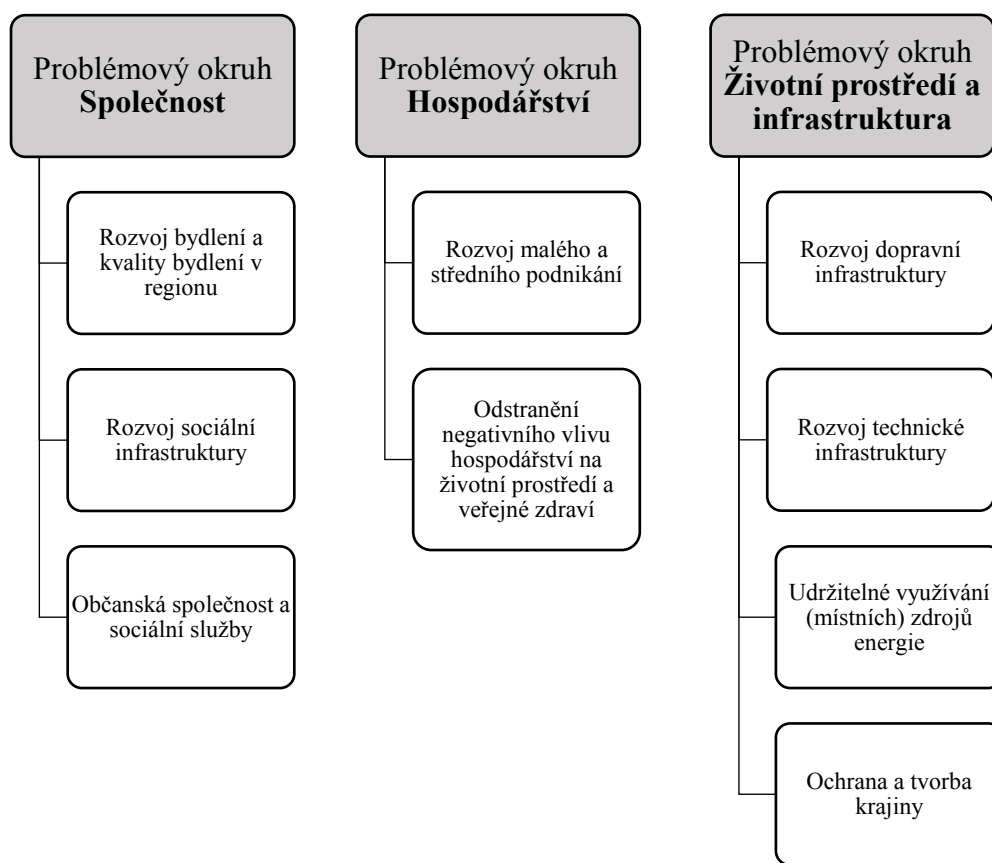 Problémový okruh
Společnost
Rozvoj bydlení a
kvality bydlení v
regionu
Rozvoj sociální
infrastruktury
Občanská společnost a
sociální služby
Problémový okruh
Hospodářství
Rozvoj malého a
středního podnikání
Odstranění
negativního vlivu
hospodářství na
životní prostředí a
veřejné zdraví
Problémový okruh
Životní prostředí a
infrastruktura
Rozvoj dopravní
infrastruktury
Rozvoj technické
infrastruktury
Udržitelné využívání
(místních) zdrojů
energie
Ochrana a tvorba
krajiny